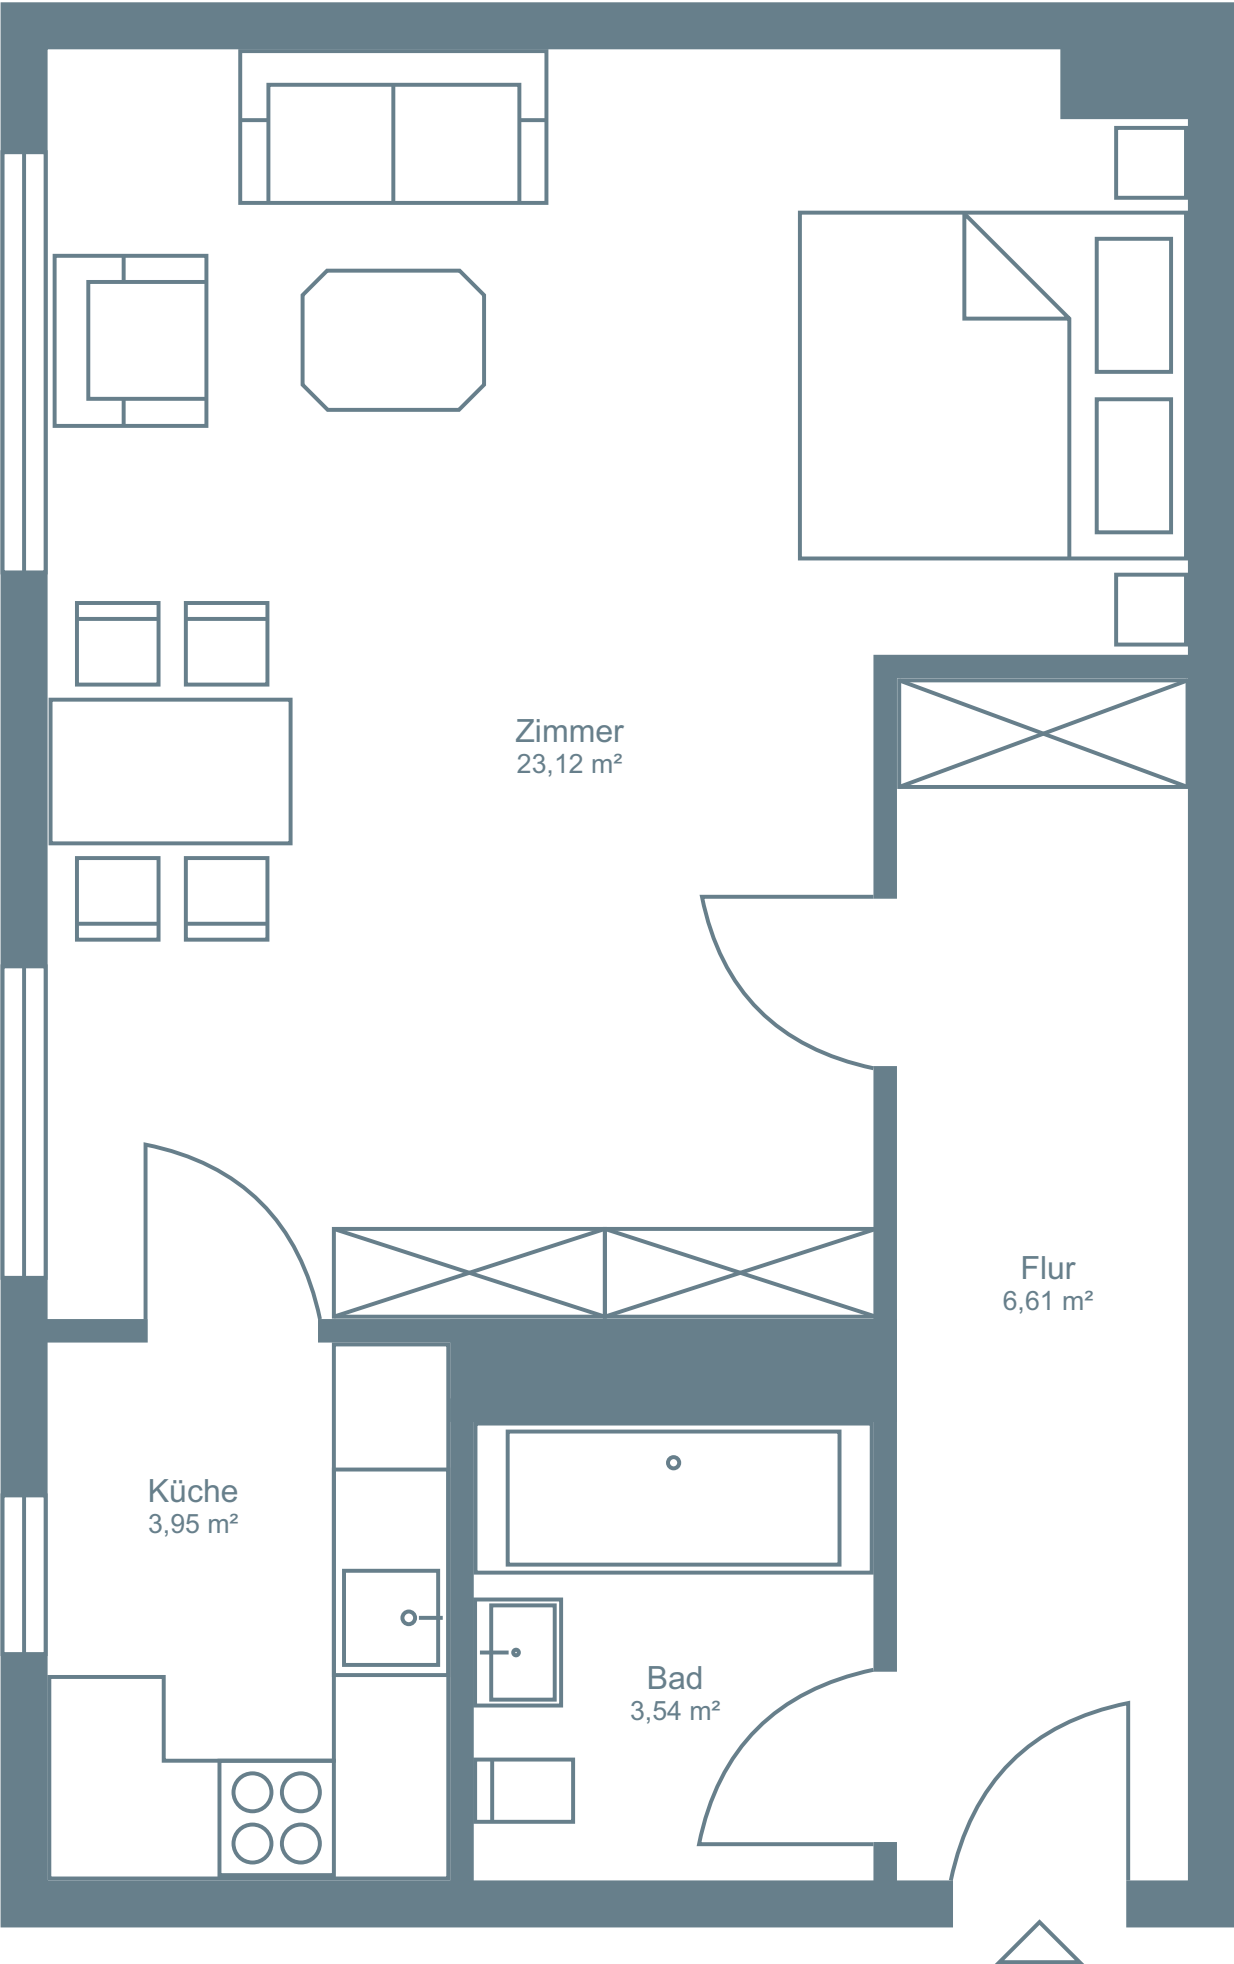 Zimmer
23,12 m²
Flur
6,61 m²
Küche
3,95 m²
Bad
3,54 m²